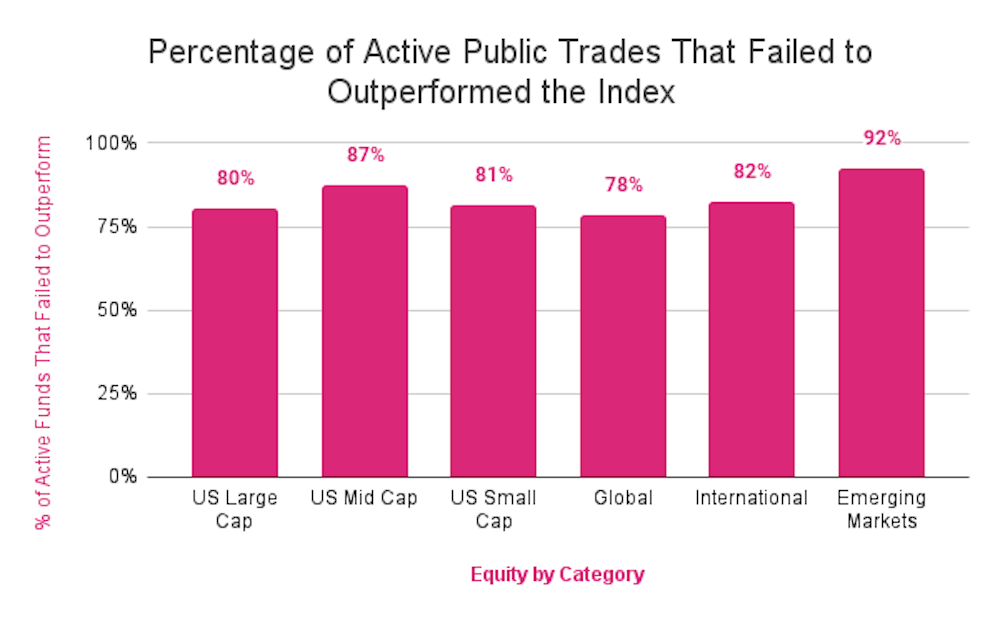 Percentage of Active Public Trades That Failed to
Outperformed the Index
% of Active Funds That Failed to Outperform
100%
75%
50%
25%
0%
80%
87%
81%
78%
82%
92%
US Large
Cap
US Mid Cap
US Small
Cap
Global
International
Emerging
Markets
Equity by Category